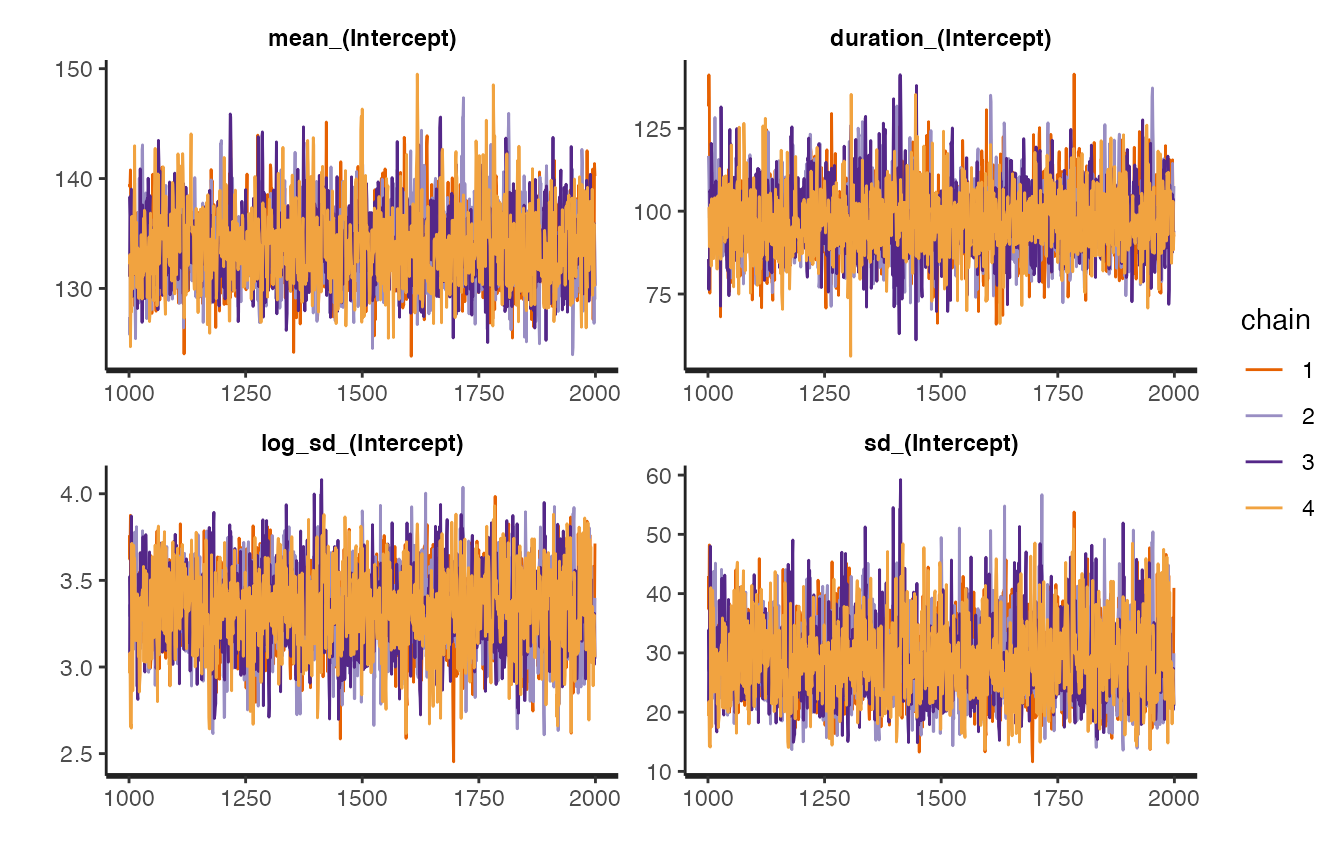 mean_(Intercept)
150
140
130
1000 1250 1500 1750 2000
duration_(Intercept)
125
100
75
1000 1250 1500 1750 2000
log_sd_(Intercept)
4.0
3.5
3.0
2.5
1000 1250 1500 1750 2000
sd_(Intercept)
60
50
40
30
20
10
1000 1250 1500 1750 2000
chain
1
2
3
4